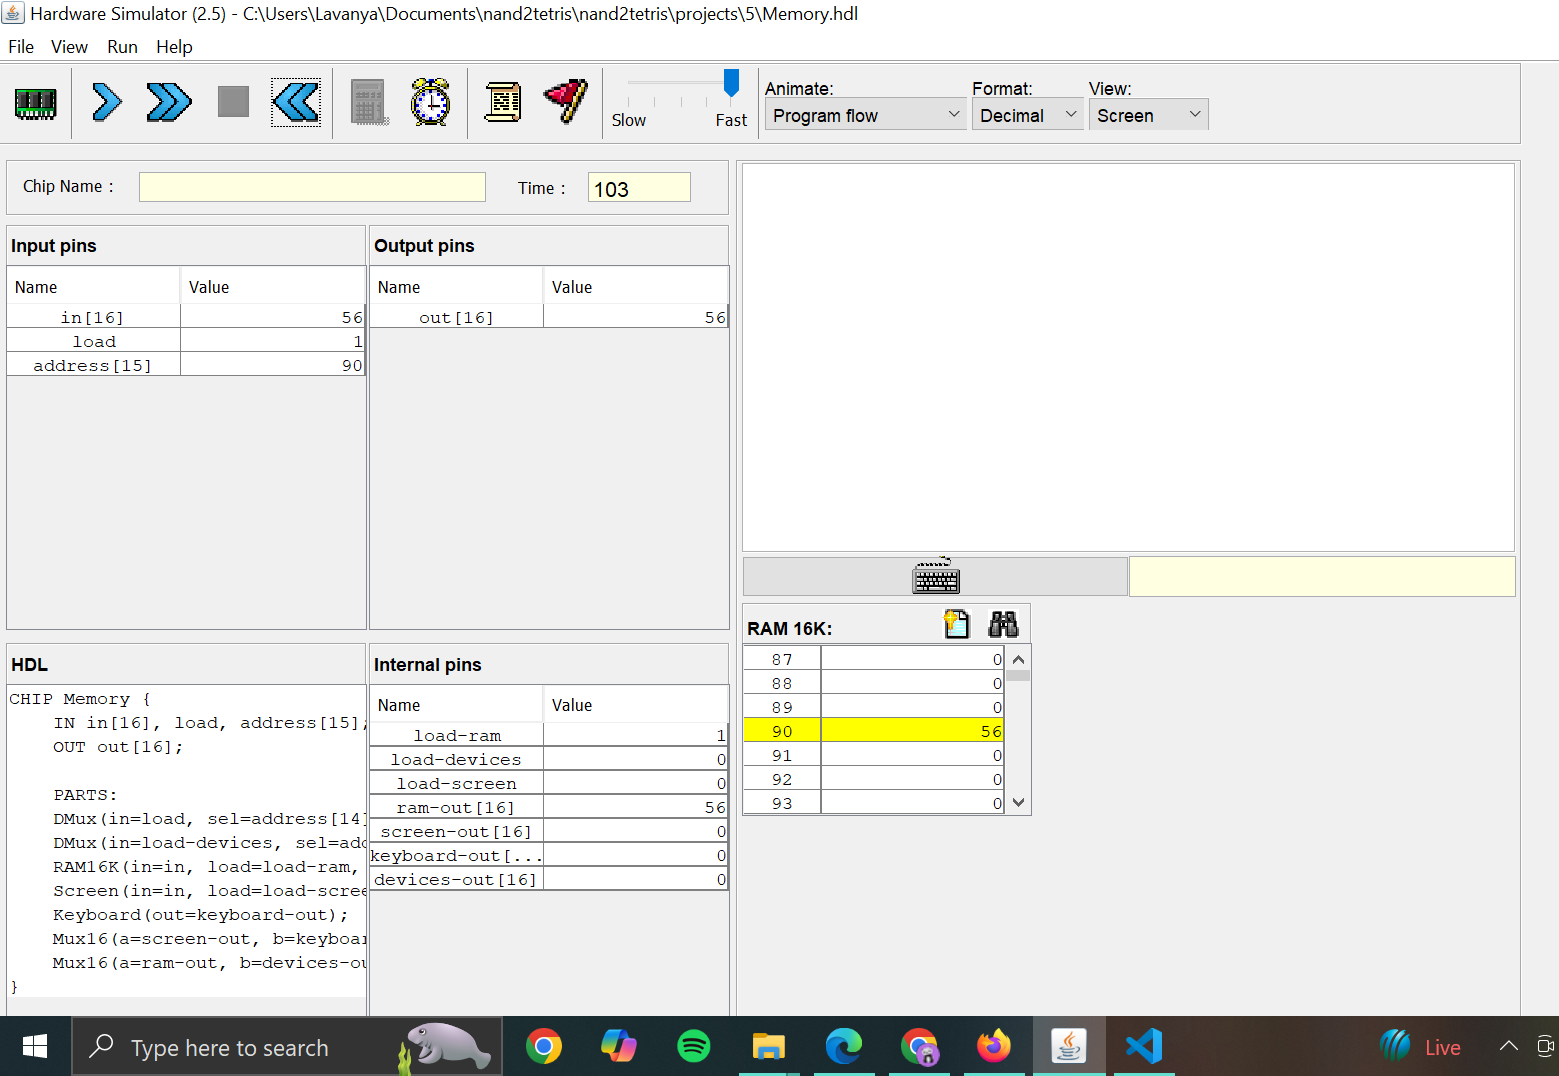 Hardware Simulator (2.5) - C:\Users\Lavanya\Documents\nand2tetris\nand2tetris\projects\5\Memory.hdl
File View Run Help
Slow Fast
Animate: Format: View:
Program flow Decimal Screen
Chip Name : Time : 103
Input pins
Name Value
in[16] 56
load 1
address[15] 90
Output pins
Name Value
out[16] 56
HDL
CHIP Memory {
IN in[16], load, address[15];
OUT out[16];
PARTS:
DMux(in=load, sel=address[14]
DMux(in=load-devices, sel=add
RAM16K(in=in, load=load-ram,
Screen(in=in, load=load-scree
Keyboard(out=keyboard-out);
Mux16(a=screen-out, b=keyboar
Mux16(a=ram-out, b=devices-ou
}
Internal pins
Name Value
load-ram 1
load-devices 0
load-screen 0
ram-out[16] 56
screen-out[16] 0
keyboard-out[... 0
devices-out[16] 0
RAM 16K:
87 0
88 0
89 0
90 56
91 0
92 0
93 0
Type here to search
Live